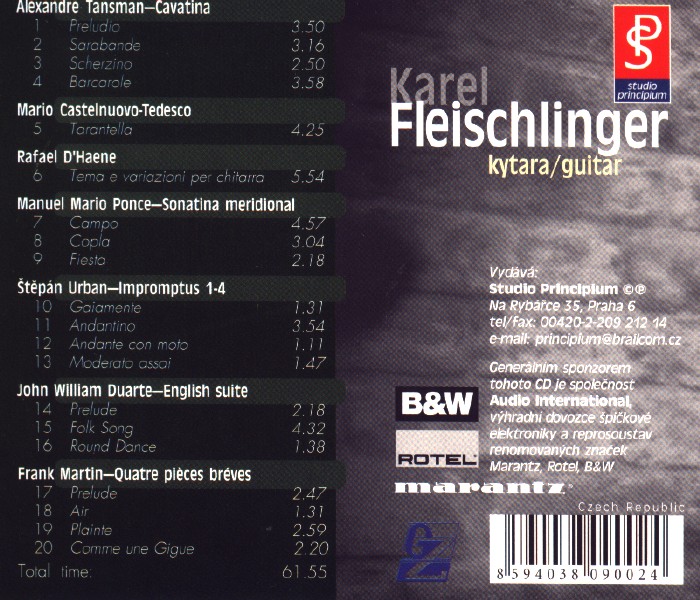 Alexandre Tansman—Cavatina
1 Preludio 3.50
2 Sarabande 3.16
3 Scherzino 2.50
4 Barcarole 3.58
Mario Castelnuovo-Tedesco
5 Tarantella 4.25
Rafael D'Haene
6 Tema e variazioni per chitarra 5.54
Manuel Mario Ponce—Sonatina meridional
7 Campo 4.57
8 Copla 3.04
9 Fiesta 2.18
Štěpán Urban—Impromptus 1-4
10 Gaiamente 1.31
11 Andantino 3.54
12 Andante con moto 1.11
13 Moderato assai 1.47
John William Duarte—English suite
14 Prelude 2.18
15 Folk Song 4.32
16 Round Dance 1.38
Frank Martin—Quatre pièces bréves
17 Prelude 2.47
18 Air 1.31
19 Plainte 2.59
20 Comme une Gigue 2.20
Total time: 61.55
PS
studio
principium
Karel
Fleischlinger
kytara/guitar
Vydává:
Studio Principium ©℗
Na Rybářce 35, Praha 6
tel/fax: 00420-2-209 212 14
e-mail: principium@brailcom.cz
Generálním sponzorem
tohoto CD je společnost
Audio International,
výhradní dovozce špičkové
elektroniky a reprosoustav
renomovaných značek
Marantz, Rotel, B&W
B&W
ROTEL
marantz®
Czech Republic
GZ
8 594038 090024